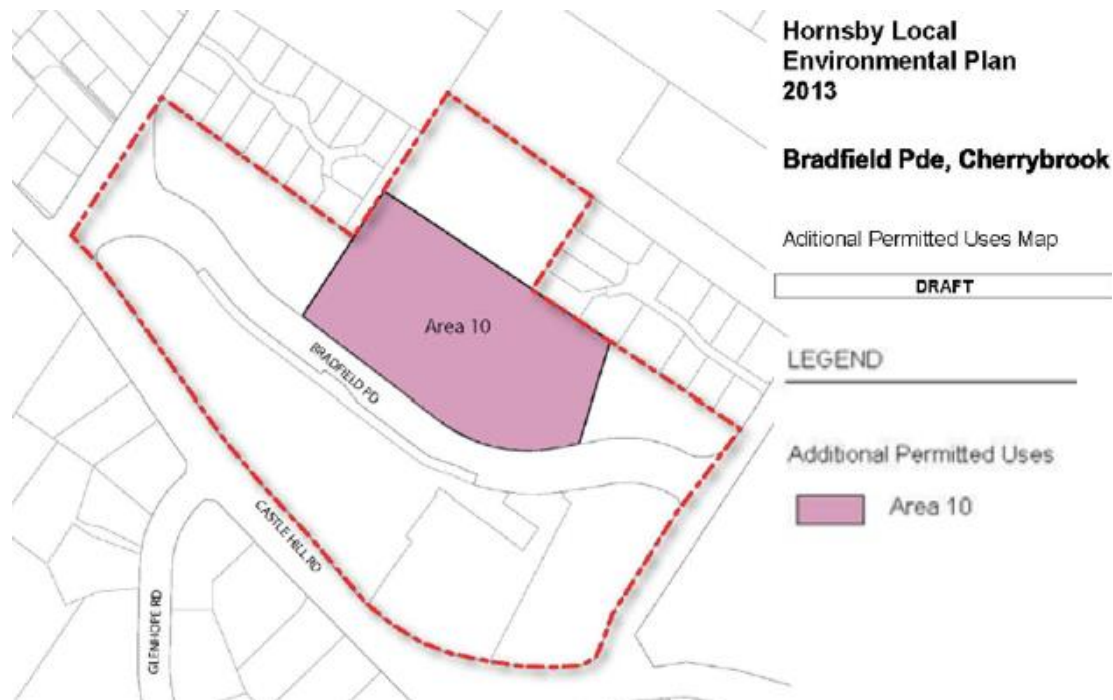 Hornsby Local
Environmental Plan
2013
Bradfield Pde, Cherrybrook
Aditional Permitted Uses Map
DRAFT
LEGEND
Additional Permitted Uses
Area 10
Area 10
BRADFIELD PD
CASTLE HILL RD
GLENHOPE RD